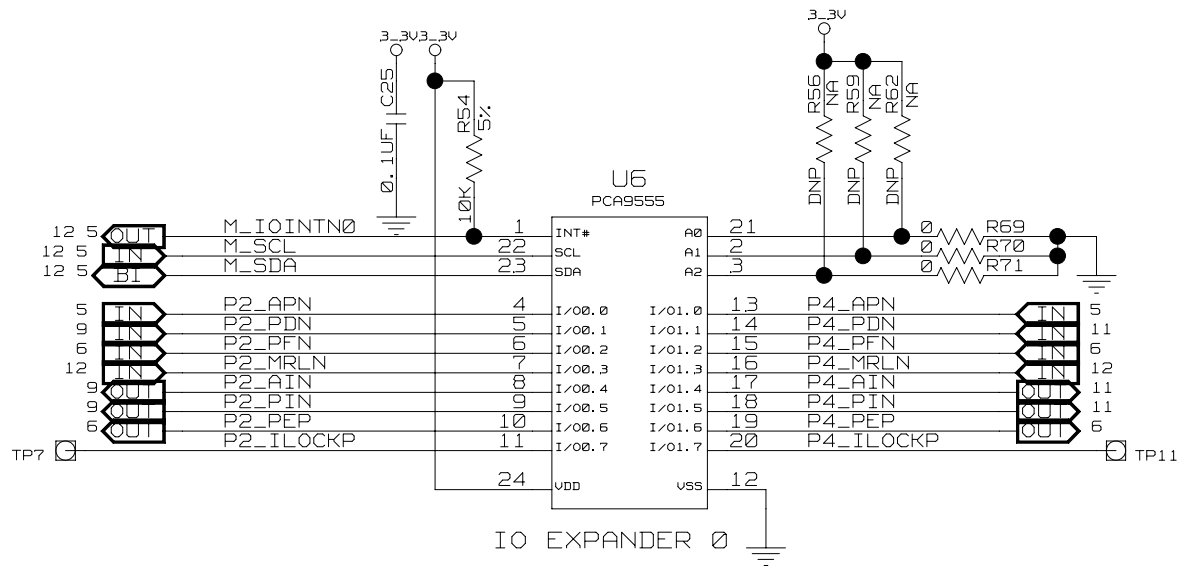 3_3V 3_3V
3_3V
C25
0.1UF
R54
5%
10K
R56
NA
DNP
R59
NA
DNP
R62
NA
DNP
U6
PCA9555
12 5 OUT M_IOINTN0 1 INT#
12 5 IN M_SCL 22 SCL
12 5 BI M_SDA 23 SDA
5 IN P2_APN 4 I/O0.0
9 IN P2_PDN 5 I/O0.1
6 IN P2_PFN 6 I/O0.2
12 IN P2_MRLN 7 I/O0.3
9 OUT P2_AIN 8 I/O0.4
9 OUT P2_PIN 9 I/O0.5
6 OUT P2_PEP 10 I/O0.6
TP7 P2_ILOCKP 11 I/O0.7
24 VDD
A0 21 0 R69
A1 2 0 R70
A2 3 0 R71
I/O1.0 13 P4_APN IN 5
I/O1.1 14 P4_PDN IN 11
I/O1.2 15 P4_PFN IN 6
I/O1.3 16 P4_MRLN IN 12
I/O1.4 17 P4_AIN OUT 11
I/O1.5 18 P4_PIN OUT 11
I/O1.6 19 P4_PEP OUT 6
I/O1.7 20 P4_ILOCKP TP11
VSS 12
IO EXPANDER 0